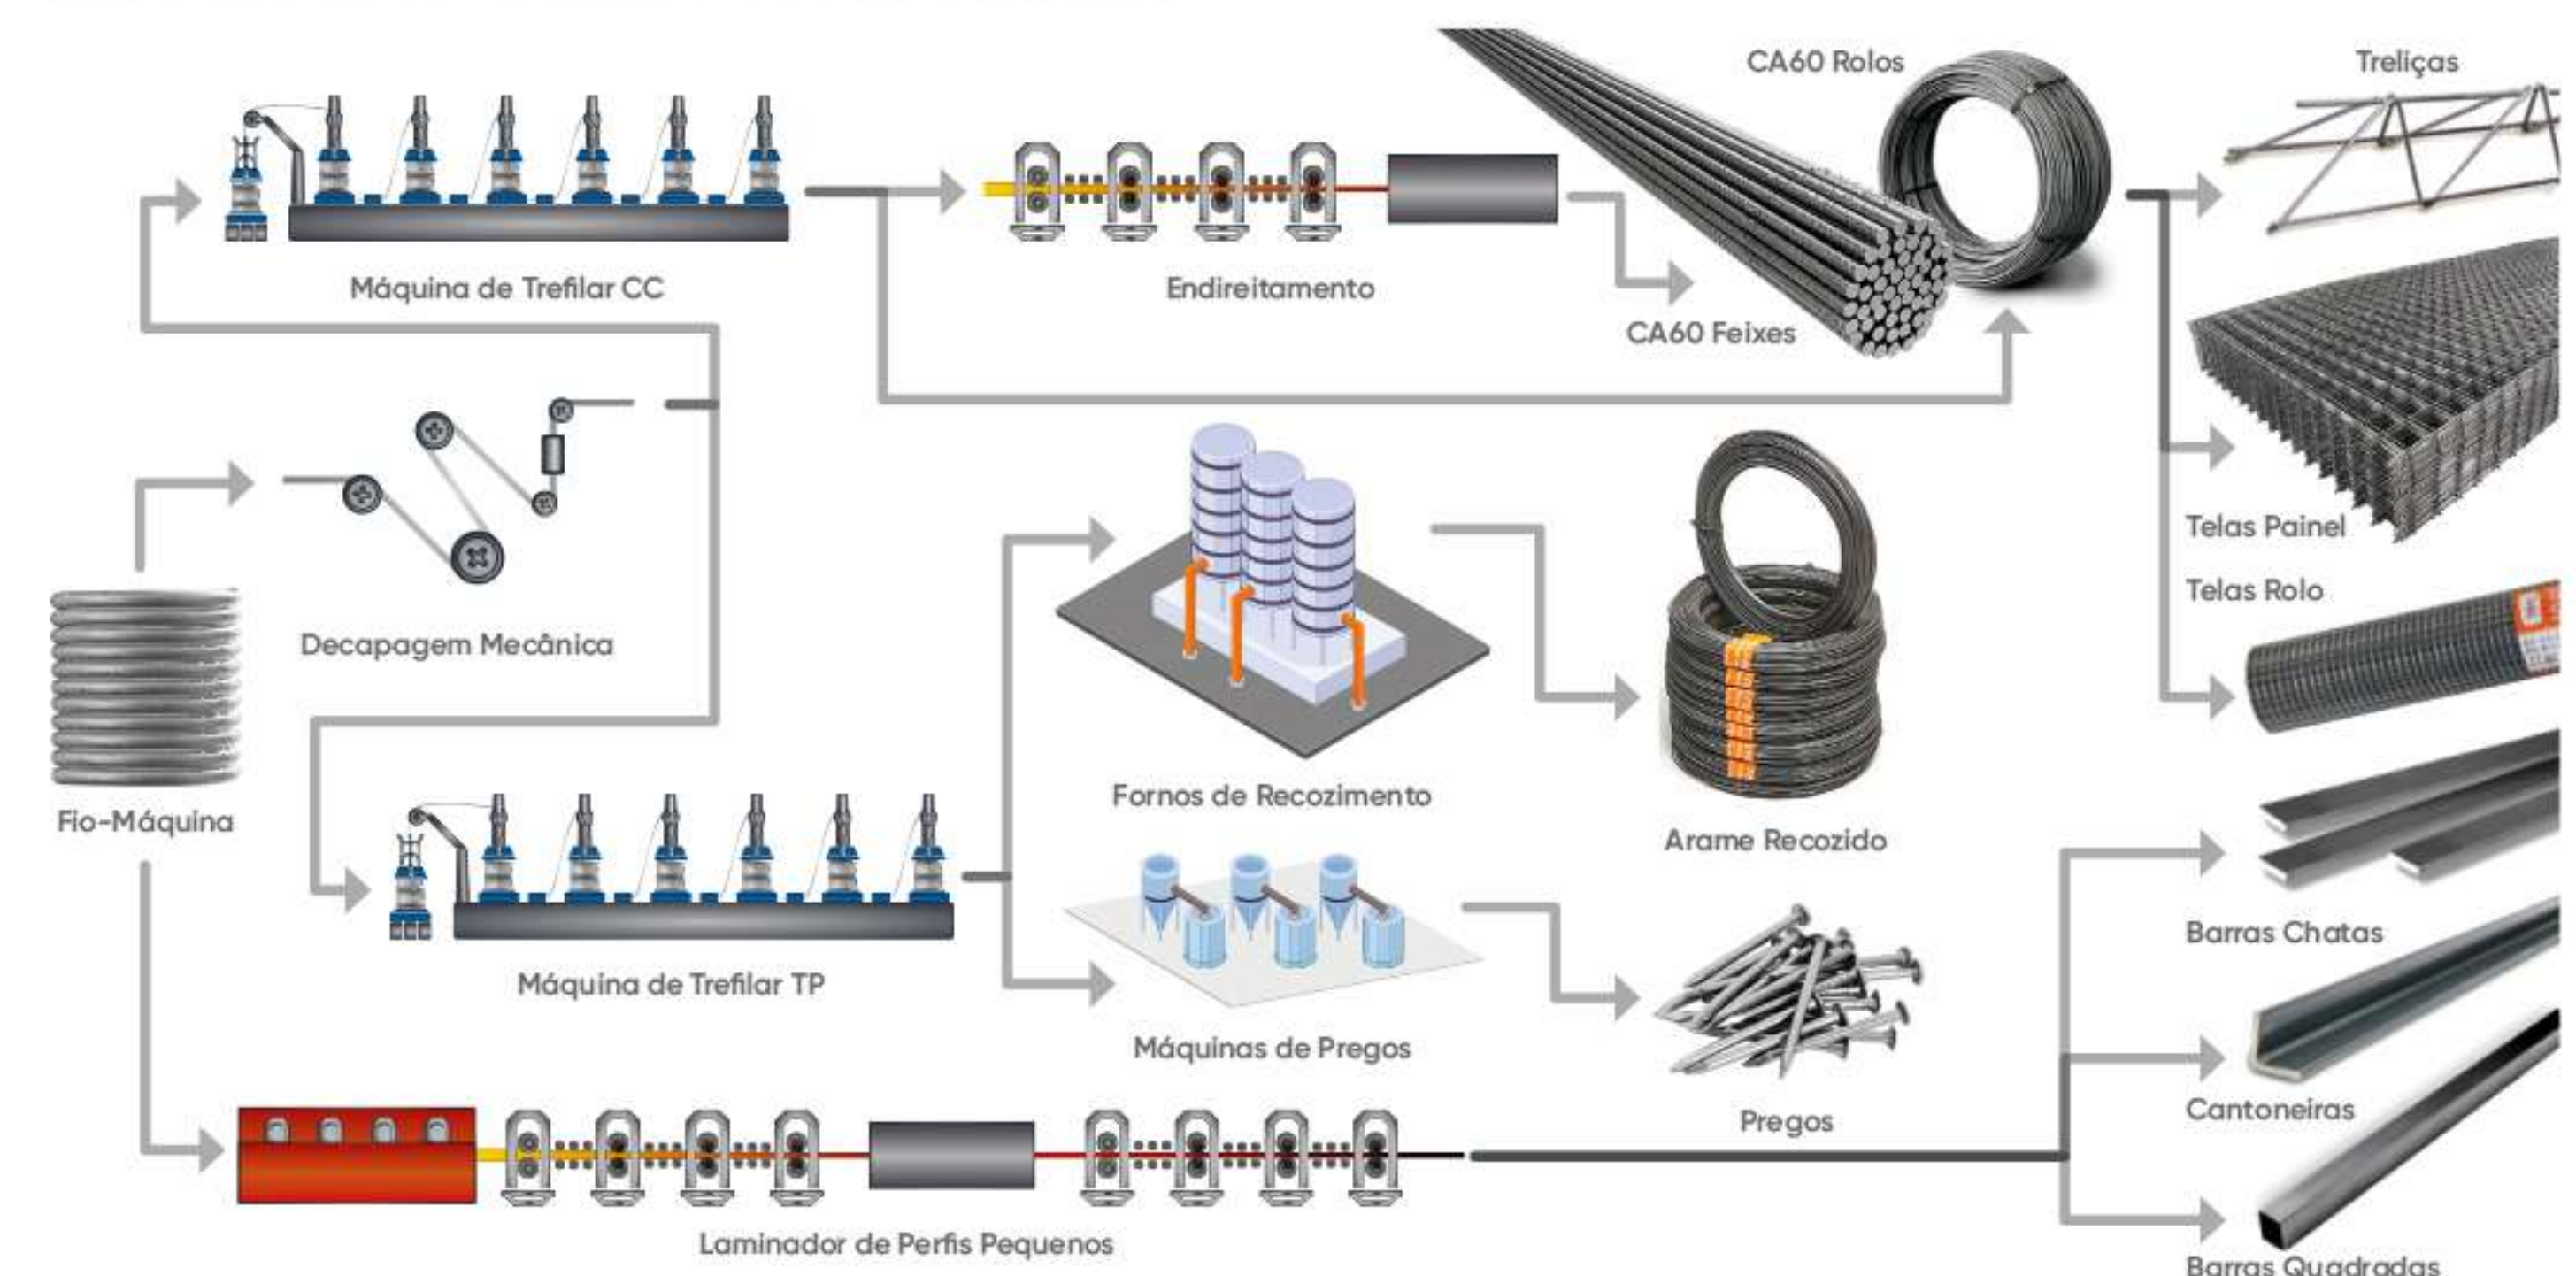 CA60 Rolos
Treliças
Máquina de Trefilar CC
Endireitamento
CA60 Feixes
Telas Painel
Telas Rolo
Decapagem Mecânica
Fio-Máquina
Fornos de Recozimento
Arame Recozido
Barras Chatas
Máquina de Trefilar TP
Máquinas de Pregos
Pregos
Cantoneiras
Laminador de Perfis Pequenos
Barras Quadradas